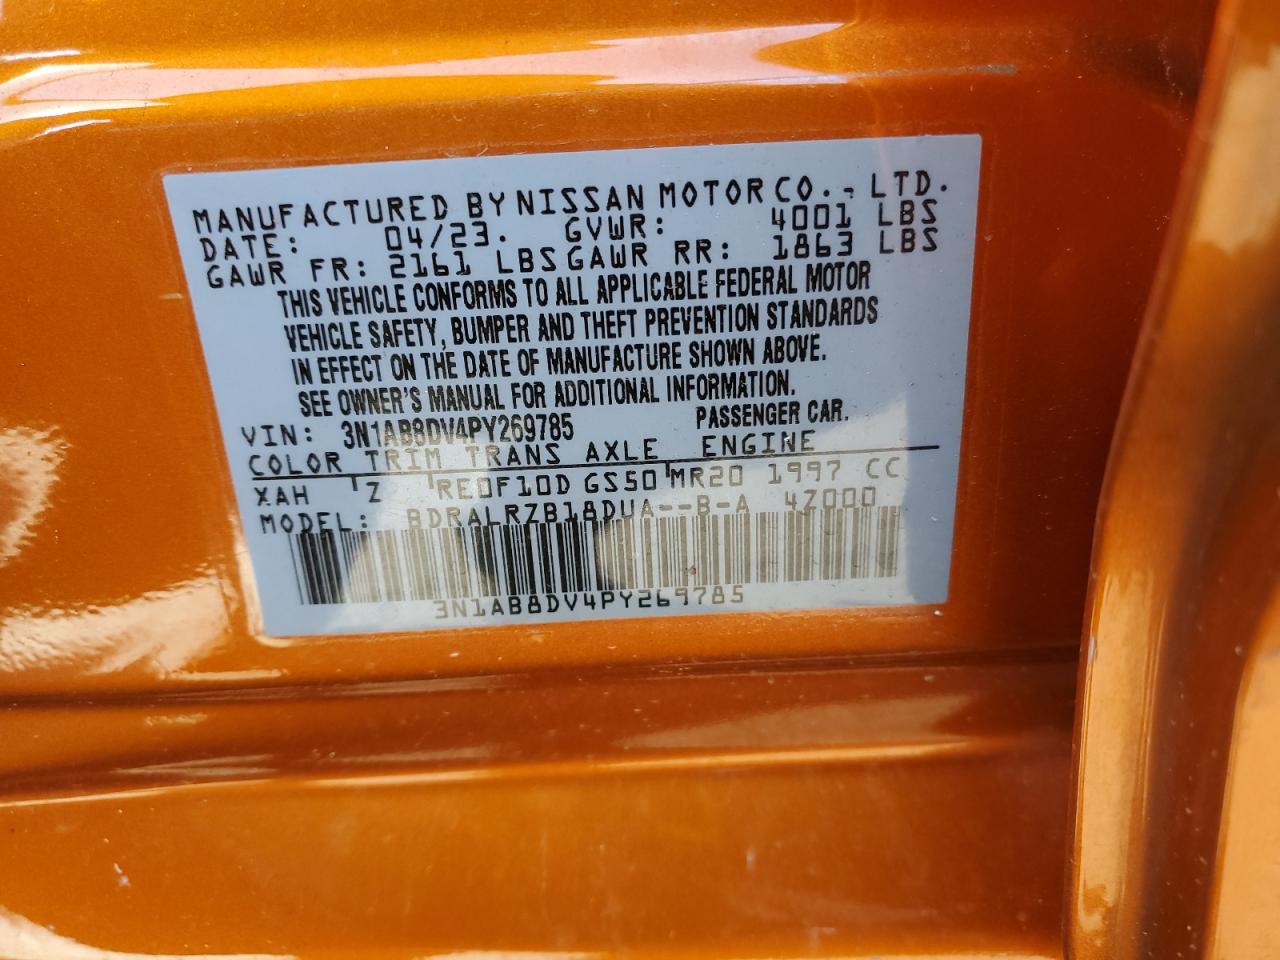 MANUFACTURED BY NISSAN MOTOR CO., LTD.
DATE: 04/23. GVWR: 4001 LBS
GAWR FR: 2161 LBS GAWR RR: 1863 LBS
THIS VEHICLE CONFORMS TO ALL APPLICABLE FEDERAL MOTOR
VEHICLE SAFETY, BUMPER AND THEFT PREVENTION STANDARDS
IN EFFECT ON THE DATE OF MANUFACTURE SHOWN ABOVE.
SEE OWNER'S MANUAL FOR ADDITIONAL INFORMATION.
VIN: 3N1AB8DV4PY269785 PASSENGER CAR.
COLOR TRIM TRANS AXLE ENGINE
XAH Z RE0F10D GS50 MR20 1997 CC
MODEL: BDRALRZB18DUA--B-A 4Z000
3N1AB8DV4PY269785